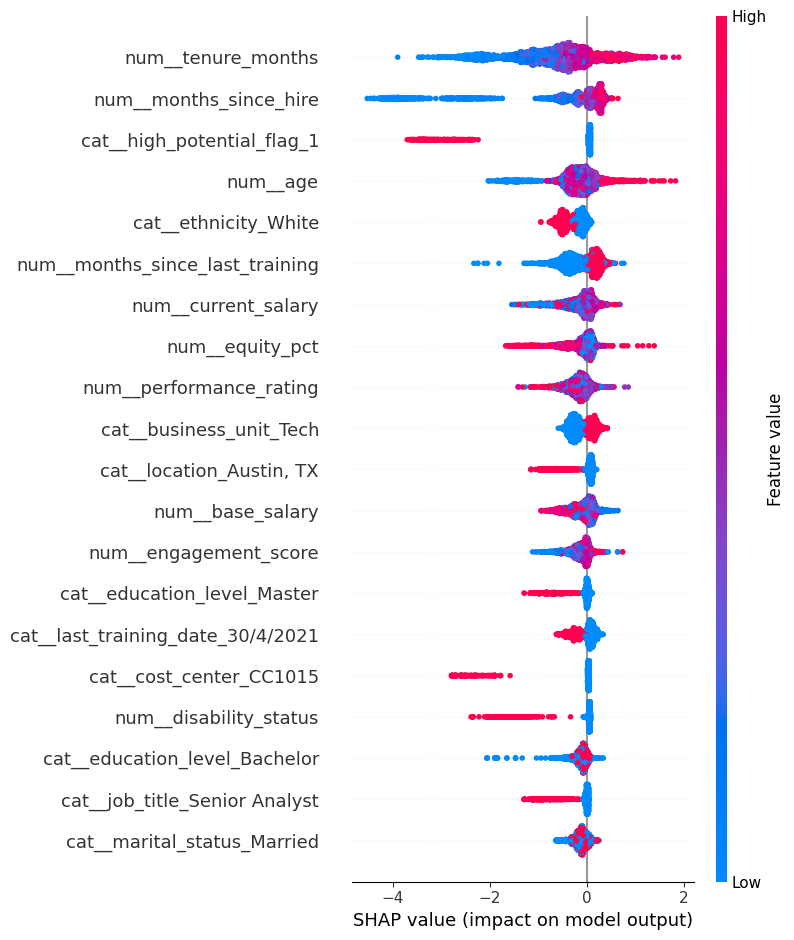 High
num__tenure_months
num__months_since_hire
cat__high_potential_flag_1
num__age
cat__ethnicity_White
num__months_since_last_training
num__current_salary
num__equity_pct
num__performance_rating
cat__business_unit_Tech
cat__location_Austin, TX
num__base_salary
num__engagement_score
cat__education_level_Master
cat__last_training_date_30/4/2021
cat__cost_center_CC1015
num__disability_status
cat__education_level_Bachelor
cat__job_title_Senior Analyst
cat__marital_status_Married
Feature value
Low
−4 −2 0 2
SHAP value (impact on model output)